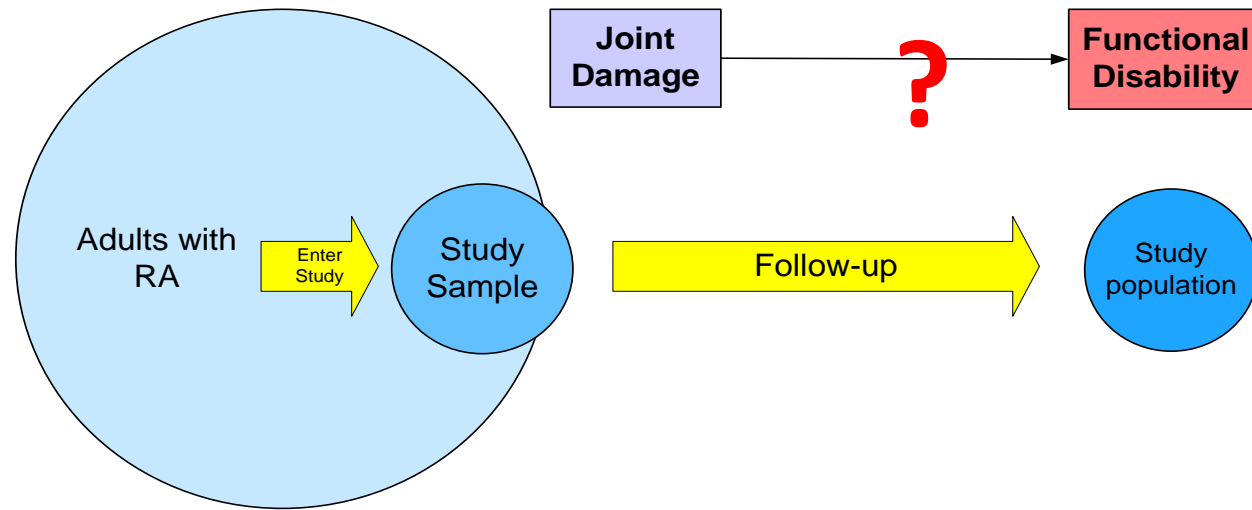 Joint
Damage
?
Functional
Disability
Adults with
RA
Enter
Study
Study
Sample
Follow-up
Study
population